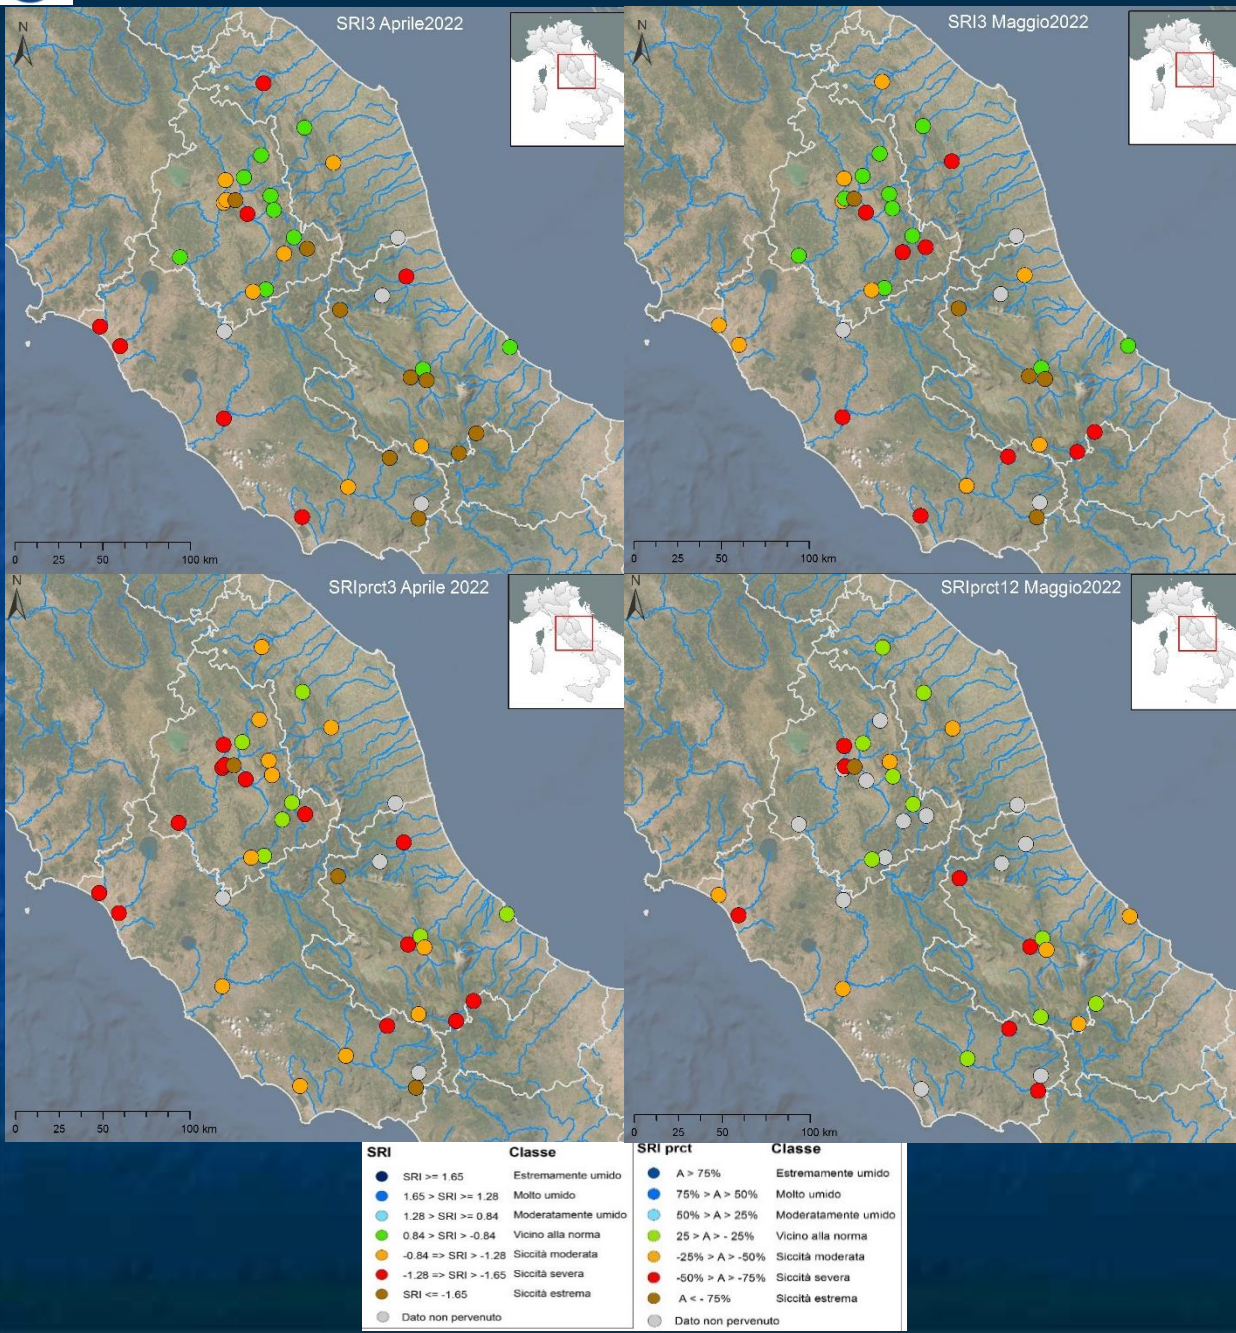 N
SRI3 Aprile2022
0 25 50 100 km
N
SRI3 Maggio2022
0 25 50 100 km
N
SRIprct3 Aprile 2022
0 25 50 100 km
N
SRIprct12 Maggio2022
0 25 50 100 km
SRI Classe
SRI >= 1.65 Estremamente umido
1.65 > SRI >= 1.28 Molto umido
1.28 > SRI >= 0.84 Moderatamente umido
0.84 > SRI > -0.84 Vicino alla norma
-0.84 => SRI > -1.28 Siccità moderata
-1.28 => SRI > -1.65 Siccità severa
SRI <= -1.65 Siccità estrema
Dato non pervenuto
SRI prct Classe
A > 75% Estremamente umido
75% > A > 50% Molto umido
50% > A > 25% Moderatamente umido
25 > A > - 25% Vicino alla norma
-25% > A > -50% Siccità moderata
-50% > A > -75% Siccità severa
A < - 75% Siccità estrema
Dato non pervenuto